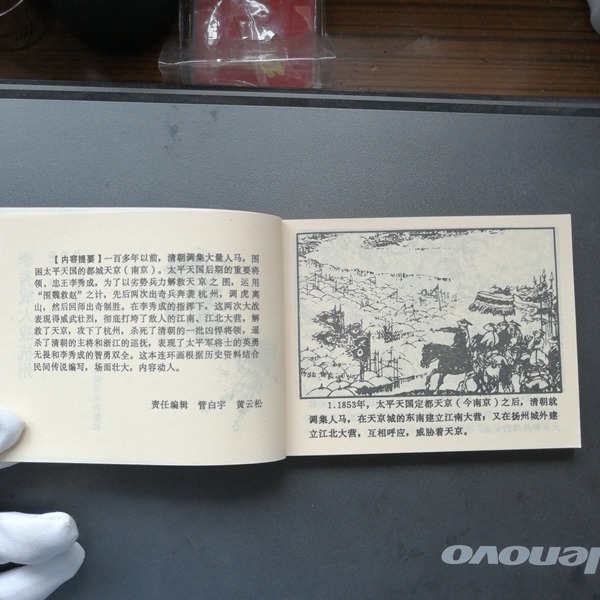 【内容提要】一百多年以前，清朝调集大量人马，围
困太平天国的都城天京（南京）。太平天国后期的重要将
领、忠王李秀成，为了以劣势兵力解救天京之围，运用
“围魏救赵”之计，先后两次出奇兵奔袭杭州，调虎离
山，然后回师出奇制胜。在李秀成的指挥下，这两次大战
表现得威武壮烈，彻底打垮了敌人的江南、江北大营，解
救了天京，攻下了杭州，杀死了清朝的一批凶悍将领，逼
杀了清朝的主将和浙江的巡抚，表现了太平军将士的英勇
无畏和李秀成的智勇双全。这本连环画根据历史资料结合
民间传说编写，场面壮大，内容动人。
责任编辑　管白宇　黄云松
1.1853年，太平天国定都天京（今南京）之后，清朝就
调集人马，在天京城的东南建立江南大营，又在扬州城外建
立江北大营，互相呼应，威胁着天京。
lenovo